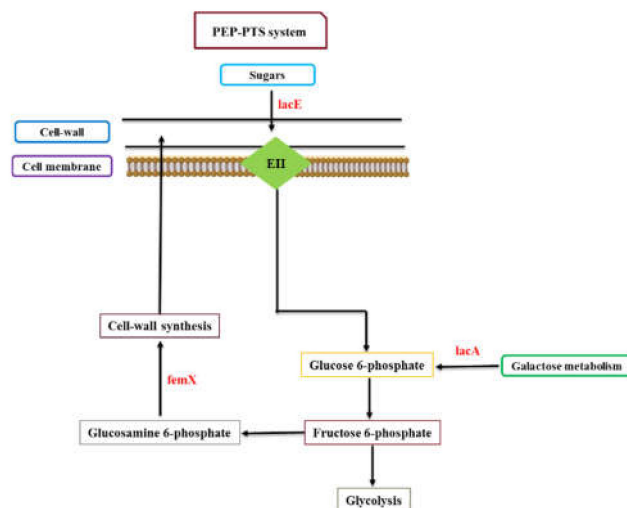 PEP-PTS system
Sugars
lacE
Cell-wall
Cell membrane
EII
Cell-wall synthesis
lacA
Glucose 6-phosphate
Galactose metabolism
femX
Glucosamine 6-phosphate
Fructose 6-phosphate
Glycolysis